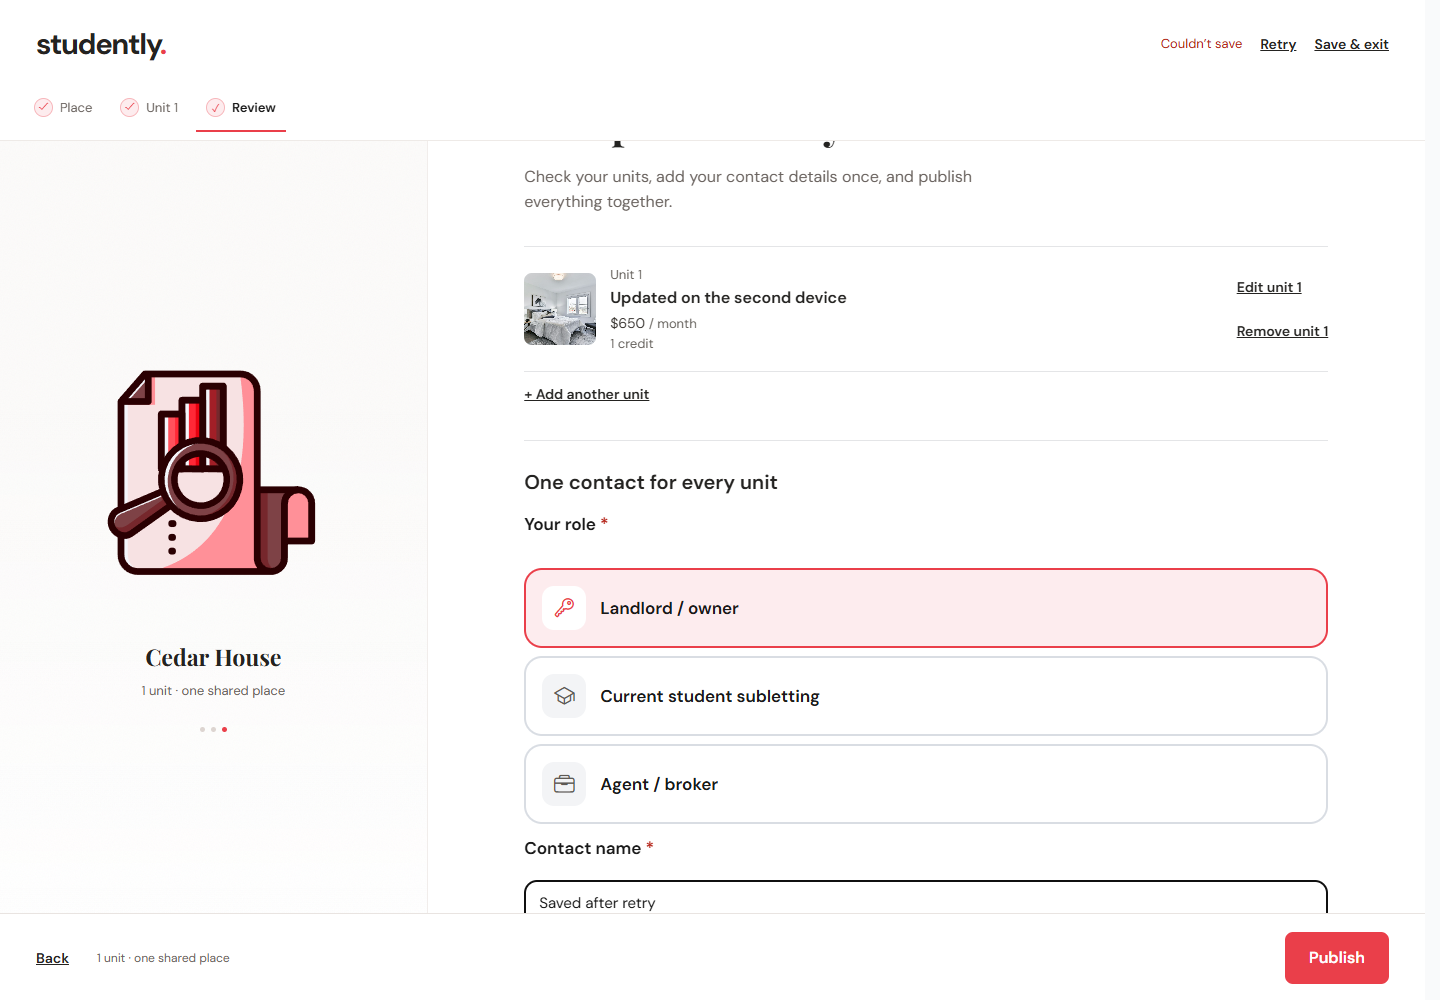 studently.
Couldn't save Retry Save & exit
Place Unit 1 Review
Check your units, add your contact details once, and publish
everything together.
Unit 1
Updated on the second device
$650 / month
1 credit
Edit unit 1
Remove unit 1
+ Add another unit
One contact for every unit
Your role *
Landlord / owner
Current student subletting
Agent / broker
Contact name *
Saved after retry
Cedar House
1 unit · one shared place
Back 1 unit · one shared place
Publish